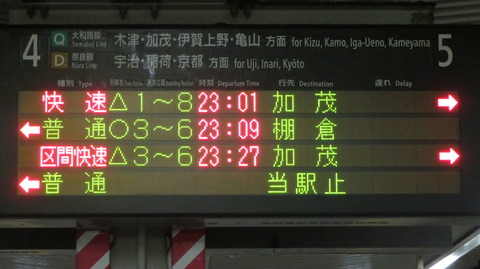 4 Q 大和路線 Yamatoji Line 木津・加茂・伊賀上野・亀山 方面 for Kizu, Kamo, Iga-Ueno, Kameyama 5
D 奈良線 Nara Line 宇治・稲荷・京都 方面 for Uji, Inari, Kyōto
種別 Type 時刻 Departure Time 行先 Destination 遅れ Delay
快速 △1~8 23:01 加茂 →
← 普通 ○3~6 23:09 棚倉
区間快速 △3~6 23:27 加茂 →
← 普通 当駅止